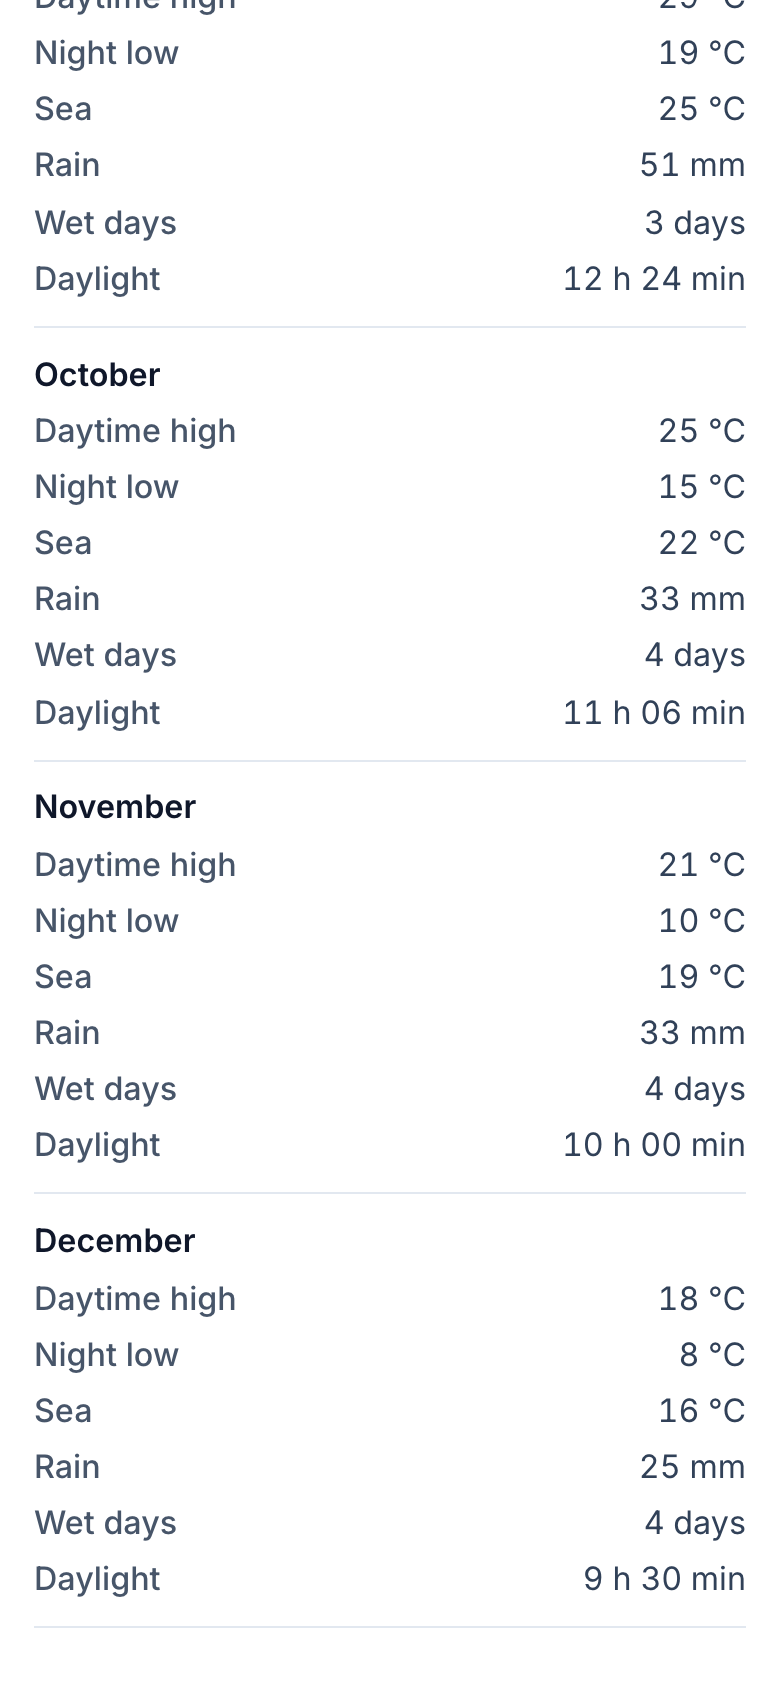 Daytime high 29 °C
Night low 19 °C
Sea 25 °C
Rain 51 mm
Wet days 3 days
Daylight 12 h 24 min
October
Daytime high 25 °C
Night low 15 °C
Sea 22 °C
Rain 33 mm
Wet days 4 days
Daylight 11 h 06 min
November
Daytime high 21 °C
Night low 10 °C
Sea 19 °C
Rain 33 mm
Wet days 4 days
Daylight 10 h 00 min
December
Daytime high 18 °C
Night low 8 °C
Sea 16 °C
Rain 25 mm
Wet days 4 days
Daylight 9 h 30 min